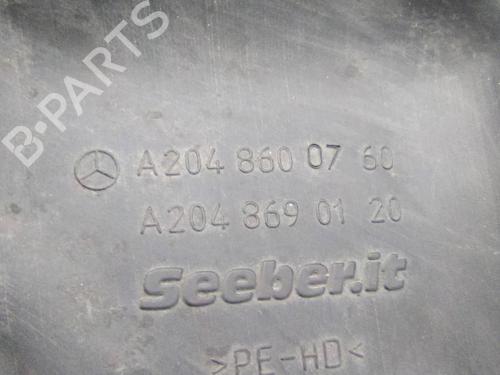 B-PARTS
A204 860 07 60
A204 869 01 20
Seeber.it
>PE-HD<